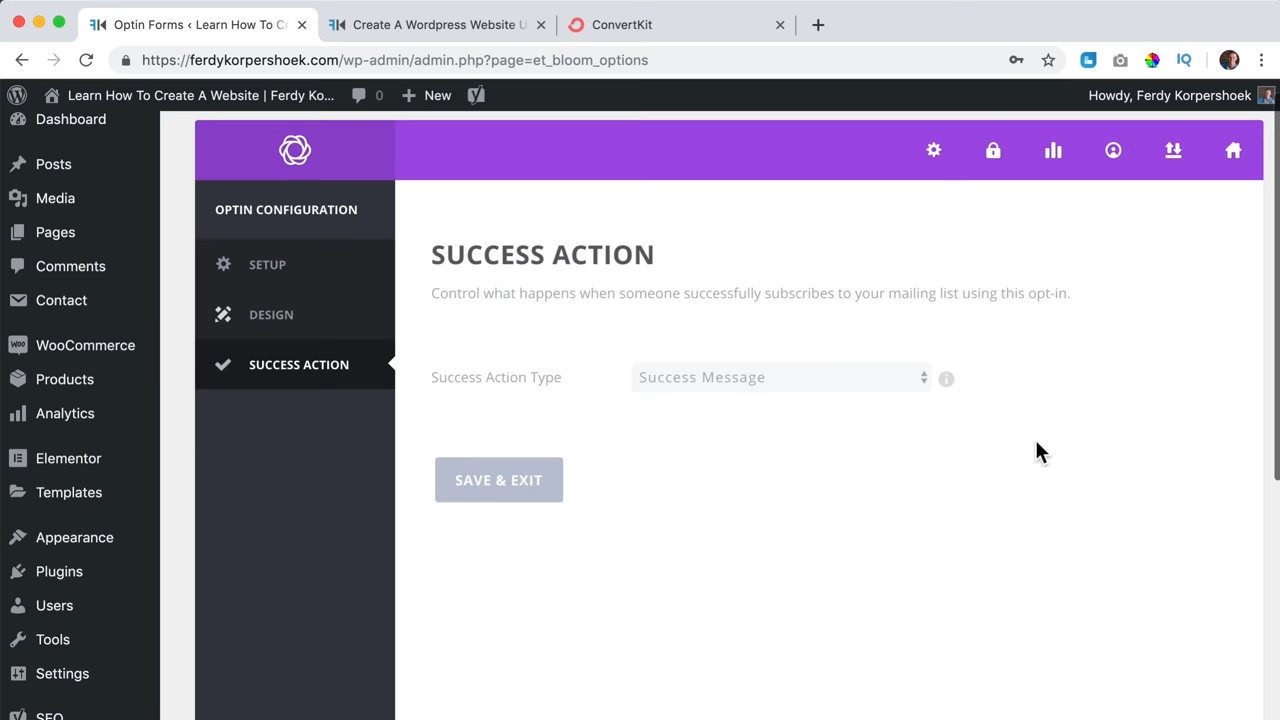 Optin Forms ‹ Learn How To Cr
Create A Wordpress Website U
ConvertKit
https://ferdykorpershoek.com/wp-admin/admin.php?page=et_bloom_options
IQ
Learn How To Create A Website | Ferdy Ko...
0
New
Howdy, Ferdy Korpershoek
Dashboard
Posts
Media
Pages
Comments
Contact
WOO
WooCommerce
Products
Analytics
Elementor
Templates
Appearance
Plugins
Users
Tools
Settings
SEO
OPTIN CONFIGURATION
SETUP
DESIGN
SUCCESS ACTION
SUCCESS ACTION
Control what happens when someone successfully subscribes to your mailing list using this opt-in.
Success Action Type
Success Message
SAVE & EXIT